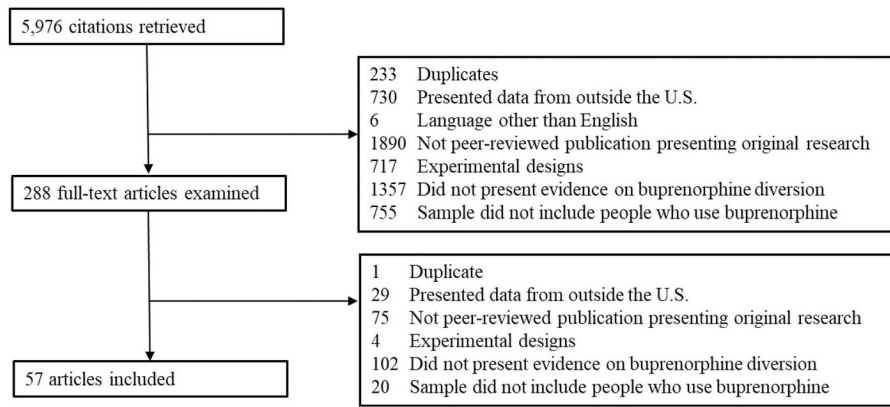 5,976 citations retrieved
233 Duplicates
730 Presented data from outside the U.S.
6 Language other than English
1890 Not peer-reviewed publication presenting original research
717 Experimental designs
1357 Did not present evidence on buprenorphine diversion
755 Sample did not include people who use buprenorphine
288 full-text articles examined
1 Duplicate
29 Presented data from outside the U.S.
75 Not peer-reviewed publication presenting original research
4 Experimental designs
102 Did not present evidence on buprenorphine diversion
20 Sample did not include people who use buprenorphine
57 articles included